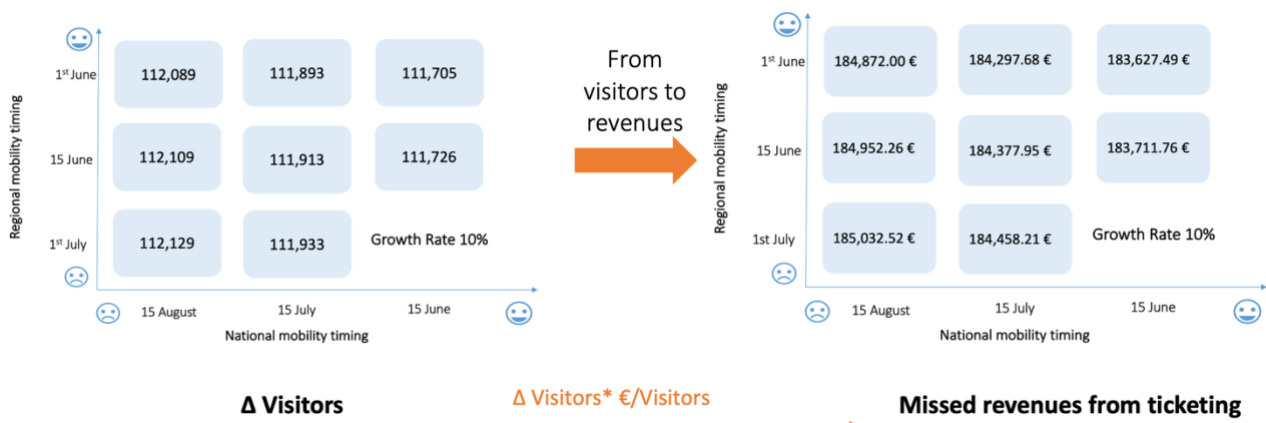 Regional mobility timing
1st June
112,089
111,893
111,705
15 June
112,109
111,913
111,726
1st July
112,129
111,933
Growth Rate 10%
15 August
15 July
15 June
National mobility timing
Δ Visitors
From
visitors to
revenues
Δ Visitors* €/Visitors
Regional mobility timing
1st June
184,872.00 €
184,297.68 €
183,627.49 €
15 June
184,952.26 €
184,377.95 €
183,711.76 €
1st July
185,032.52 €
184,458.21 €
Growth Rate 10%
15 August
15 July
15 June
National mobility timing
Missed revenues from ticketing